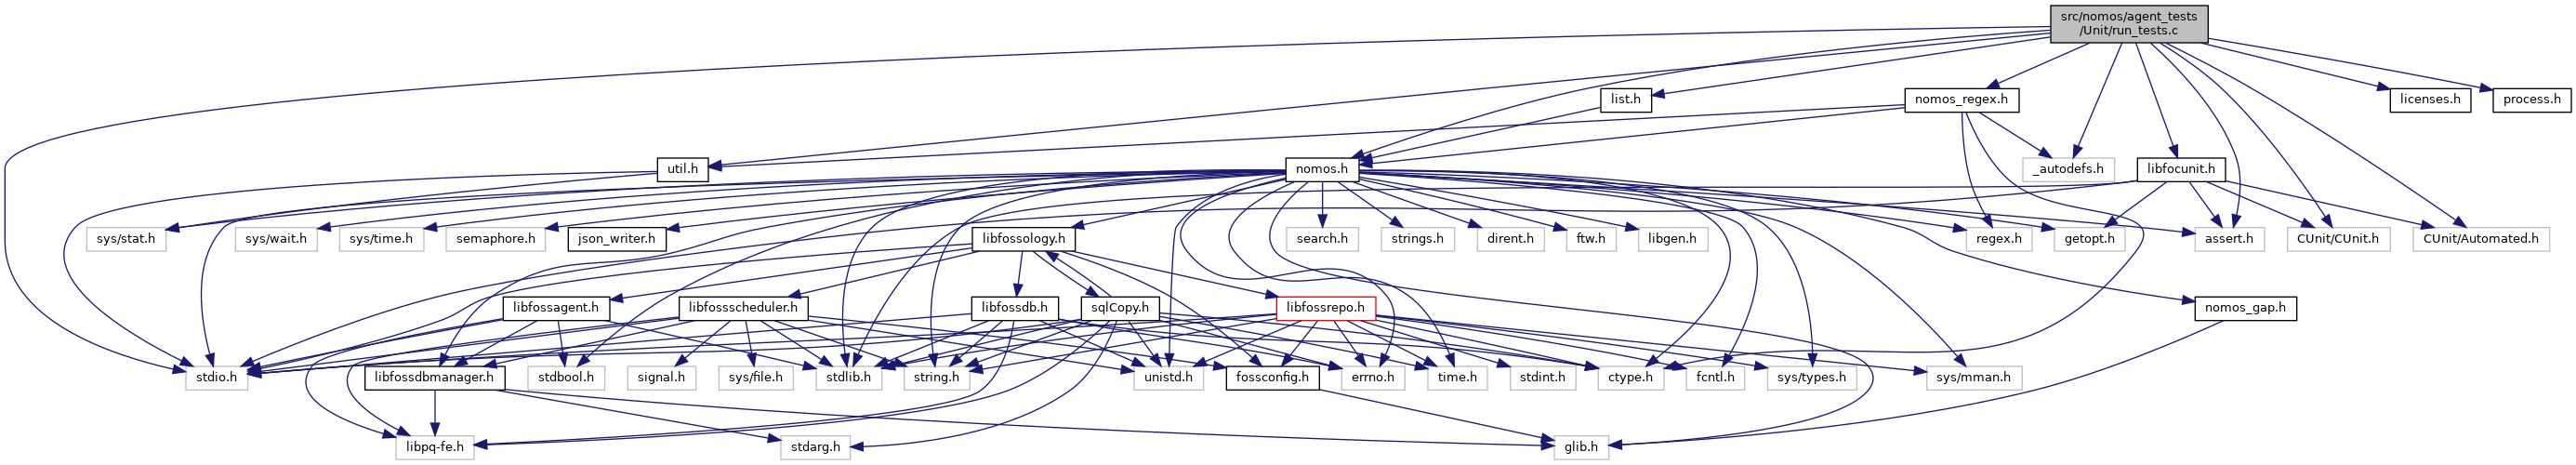 src/nomos/agent_tests
/Unit/run_tests.c
list.h
nomos_regex.h
licenses.h
process.h
util.h
nomos.h
_autodefs.h
libfocunit.h
sys/stat.h
sys/wait.h
sys/time.h
semaphore.h
json_writer.h
libfossology.h
search.h
strings.h
dirent.h
ftw.h
libgen.h
regex.h
getopt.h
assert.h
CUnit/CUnit.h
CUnit/Automated.h
libfossagent.h
libfossscheduler.h
libfossdb.h
sqlCopy.h
libfossrepo.h
nomos_gap.h
stdio.h
libfossdbmanager.h
stdbool.h
signal.h
sys/file.h
stdlib.h
string.h
unistd.h
fossconfig.h
errno.h
time.h
stdint.h
ctype.h
fcntl.h
sys/types.h
sys/mman.h
libpq-fe.h
stdarg.h
glib.h